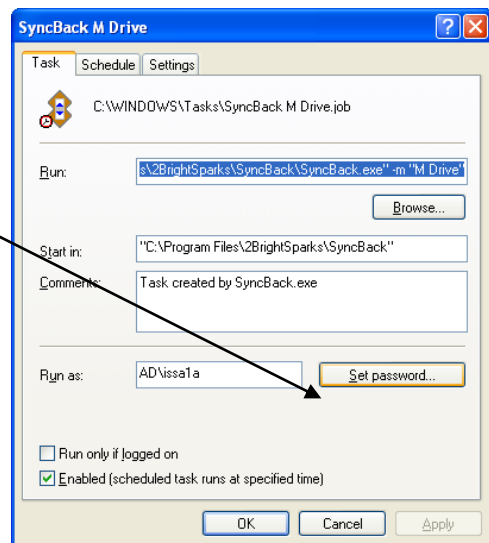 SyncBack M Drive
Task Schedule Settings
C:\WINDOWS\Tasks\SyncBack M Drive.job
Run: s\2BrightSparks\SyncBack\SyncBack.exe" -m "M Drive"
Browse...
Start in: "C:\Program Files\2BrightSparks\SyncBack"
Comments: Task created by SyncBack.exe
Run as: AD\issa1a Set password...
Run only if logged on
Enabled (scheduled task runs at specified time)
OK Cancel Apply